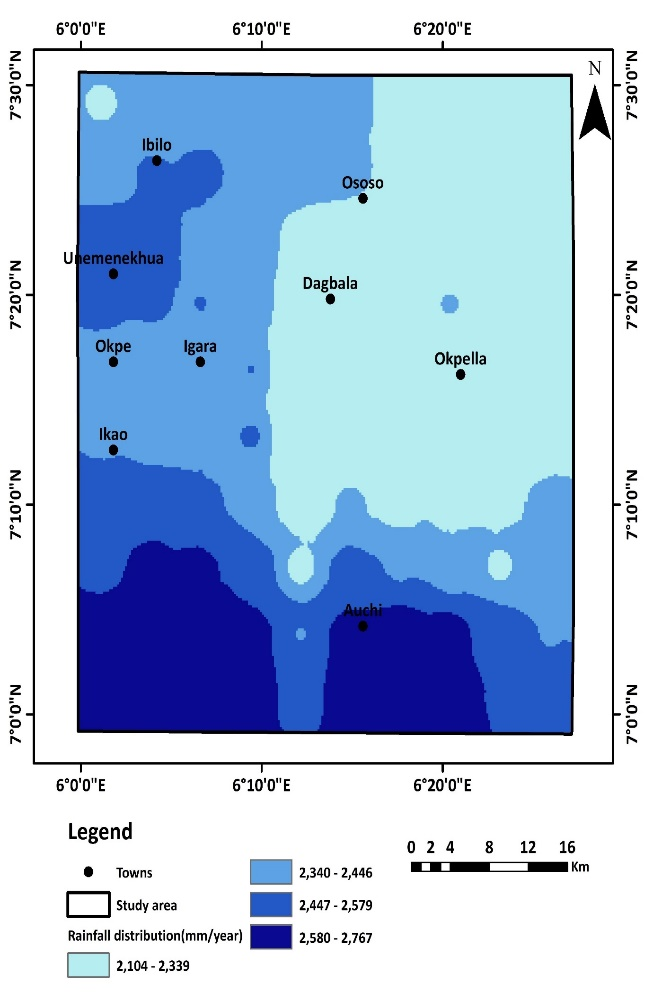 6°0'0"E 6°10'0"E 6°20'0"E
N
7°30'0"N 7°30'0"N
Ibilo
Ososo
Unemenekhua
Dagbala
7°20'0"N 7°20'0"N
Okpe Igara
Okpella
Ikao
7°10'0"N 7°10'0"N
Auchi
7°0'0"N 7°0'0"N
6°0'0"E 6°10'0"E 6°20'0"E
Legend
Towns
Study area
Rainfall distribution(mm/year)
2,104 - 2,339
2,340 - 2,446
2,447 - 2,579
2,580 - 2,767
0 2 4 8 12 16
Km